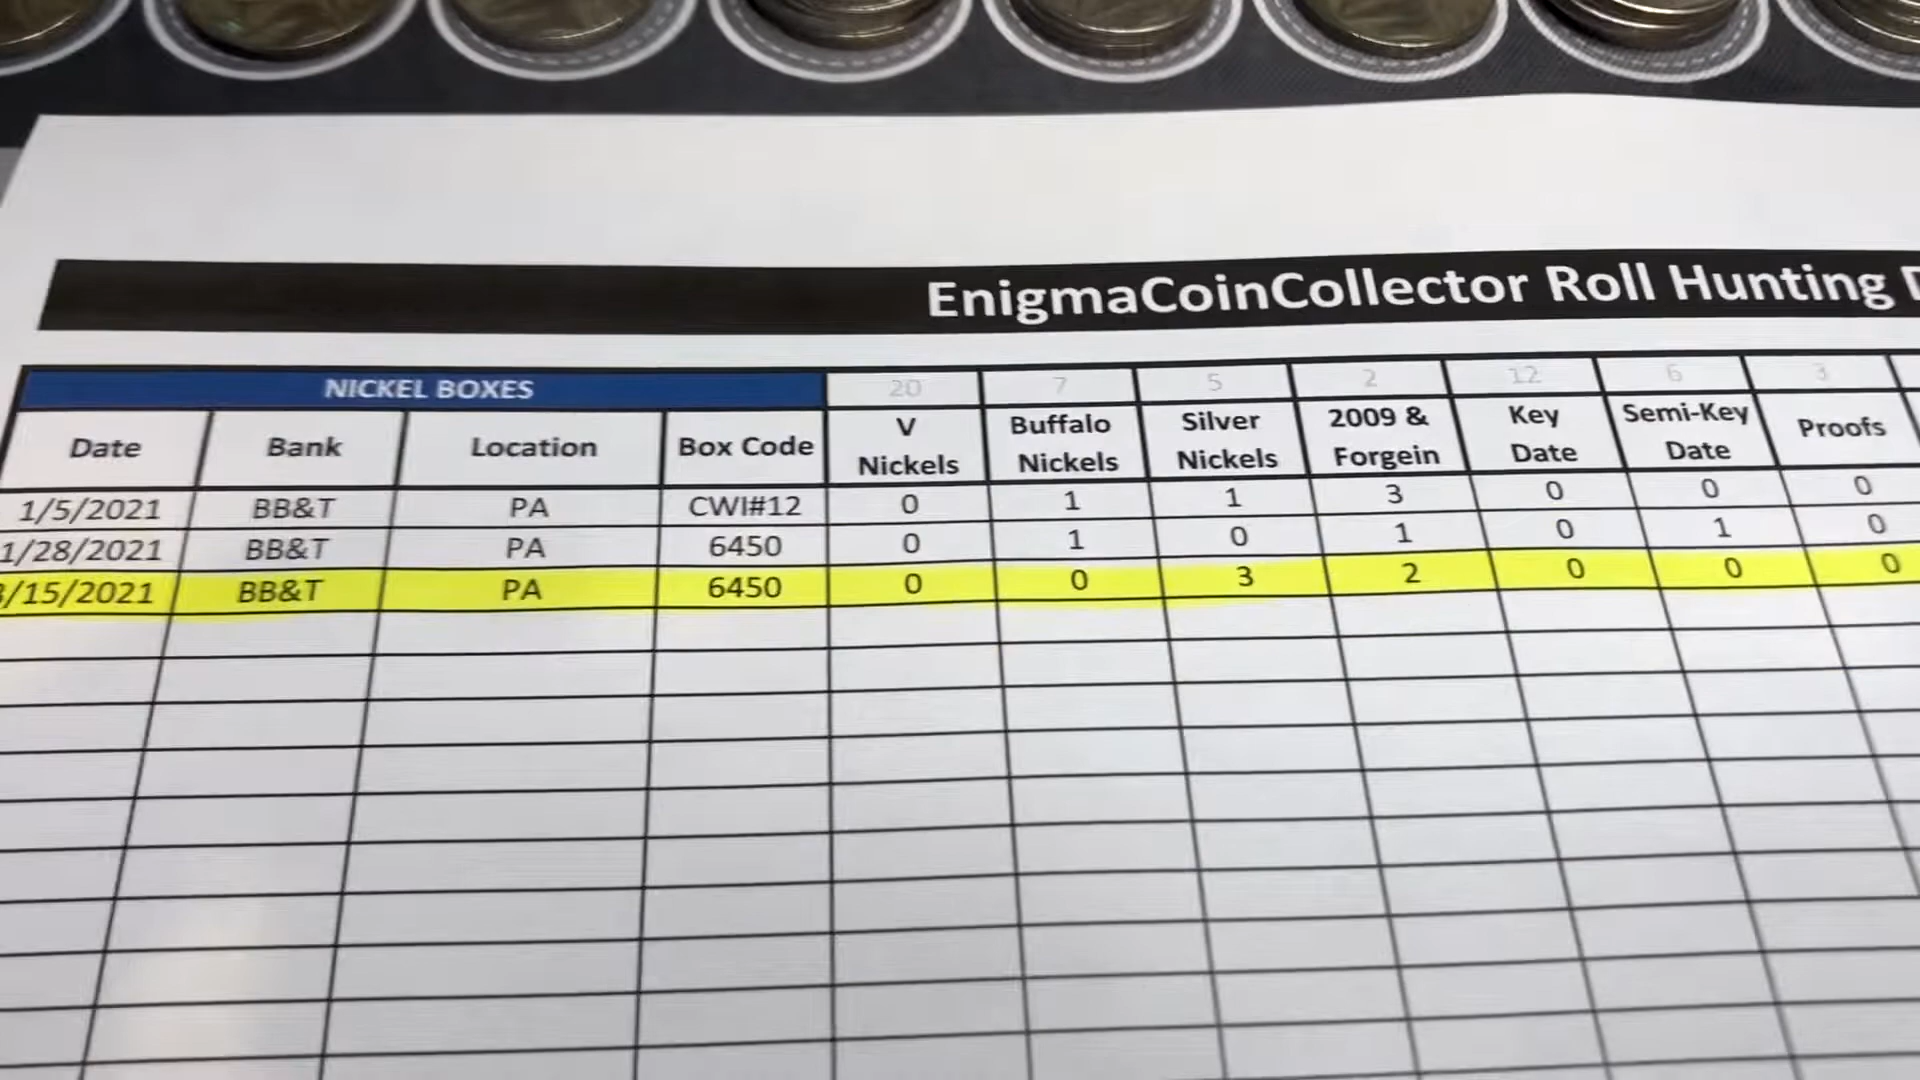 EnigmaCoinCollector Roll Hunting
NICKEL BOXES 20 7 5 2 12 6 3
Date Bank Location Box Code V Nickels Buffalo Nickels Silver Nickels 2009 & Forgein Key Date Semi-Key Date Proofs
1/5/2021 BB&T PA CWI#12 0 1 1 3 0 0 0
1/28/2021 BB&T PA 6450 0 1 0 1 0 1 0
/15/2021 BB&T PA 6450 0 0 3 2 0 0 0